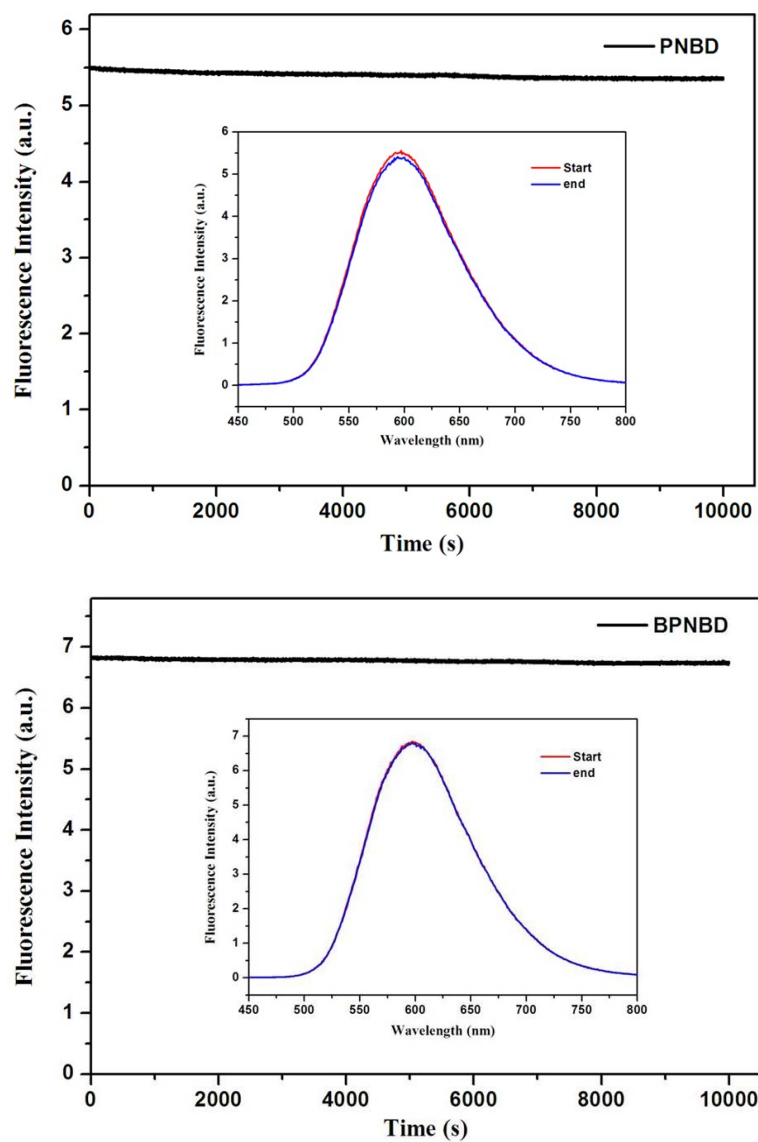 PNBD
Fluorescence Intensity (a.u.)
6
5
4
3
2
1
0
0 2000 4000 6000 8000 10000
Time (s)
Fluorescence Intensity (a.u.)
6
5
4
3
2
1
0
Start
end
450 500 550 600 650 700 750 800
Wavelength (nm)
BPNBD
Fluorescence Intensity (a.u.)
7
6
5
4
3
2
1
0
0 2000 4000 6000 8000 10000
Time (s)
Fluorescence Intensity (a.u.)
7
6
5
4
3
2
1
0
Start
end
450 500 550 600 650 700 750 800
Wavelength (nm)